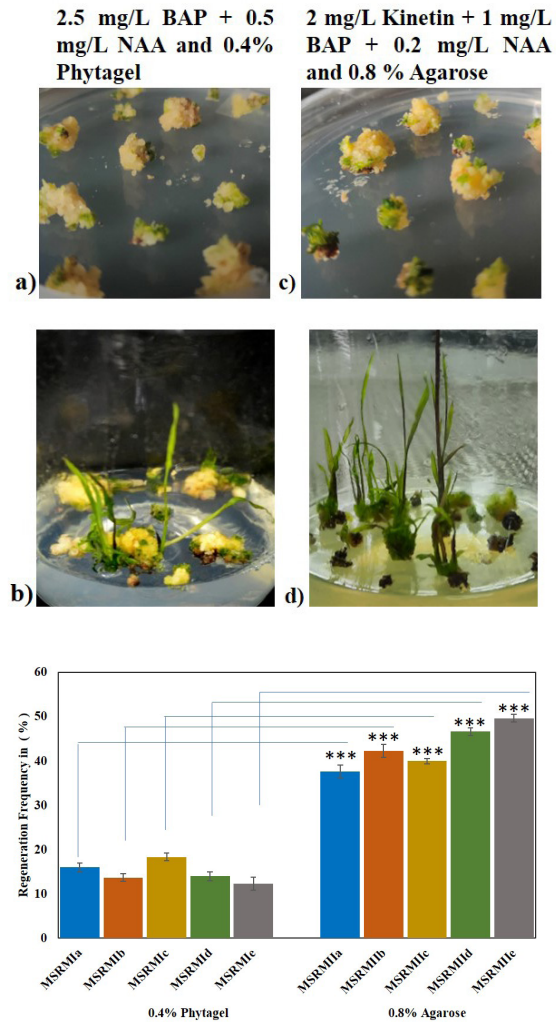 2.5 mg/L BAP + 0.5
mg/L NAA and 0.4%
Phytagel
2 mg/L Kinetin + 1 mg/L
BAP + 0.2 mg/L NAA
and 0.8 % Agarose
a)
c)
b)
d)
Regeneration Frequency in ( %)
60
50
40
30
20
10
0
***
***
***
***
***
MSRMIa
MSRMIb
MSRMIc
MSRMId
MSRMIe
MSRMIIa
MSRMIIb
MSRMIIc
MSRMIId
MSRMIIe
0.4% Phytagel
0.8% Agarose